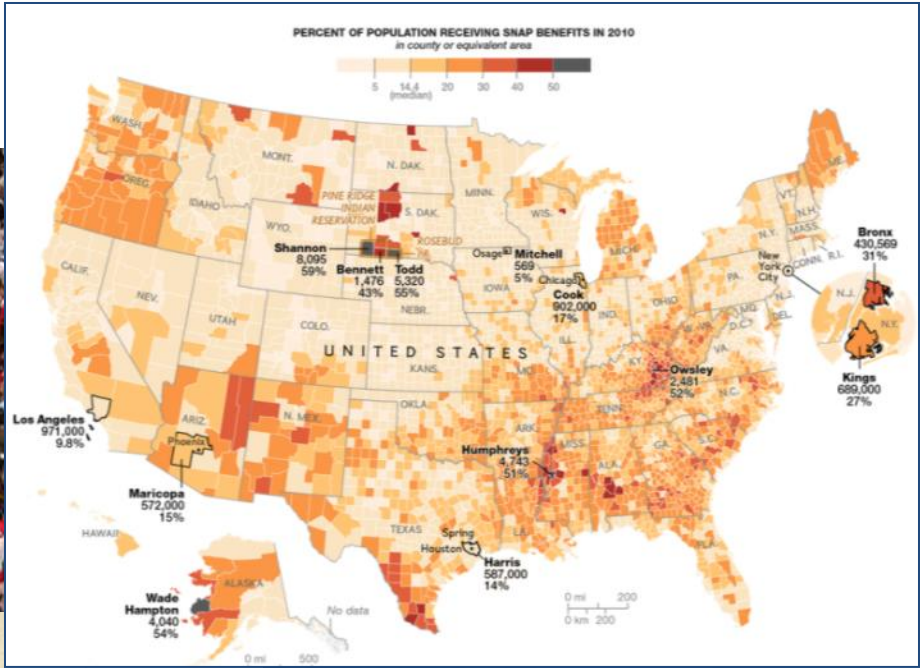 PERCENT OF POPULATION RECEIVING SNAP BENEFITS IN 2010
in county or equivalent area
5 14.4 20 30 40 50
(median)
WASH.
MONT.
N. DAK.
MINN.
ME.
OREG.
IDAHO
PINE RIDGE
INDIAN
RESERVATION
S. DAK.
WIS.
VT.
N.H.
WYO.
N.Y.
MASS.
MICH.
CONN.
R.I.
Shannon
8,095
59%
ROSEBUD
Bennett
1,476
43%
Todd
5,320
55%
Osage
Mitchell
569
5%
Chicago
Cook
902,000
17%
New
York
City
Bronx
430,569
31%
N.J.
N.Y.
Kings
689,000
27%
CALIF.
NEV.
UTAH
COLO.
NEBR.
IOWA
ILL.
IND.
OHIO
PA.
N.J.
MD.
DEL.
D.C.
W. VA.
VA.
UNITED STATES
KANS.
MO.
KY.
Owsley
2,481
52%
N.C.
TENN.
ARIZ.
N. MEX.
OKLA.
ARK.
S.C.
Los Angeles
971,000
9.8%
Phoenix
Maricopa
572,000
15%
Humphreys
4,743
51%
MISS.
ALA.
GA.
TEXAS
LA.
FLA.
Spring
Houston
Harris
587,000
14%
HAWAII
ALASKA
Wade
Hampton
4,040
54%
No data
0 mi 200
0 km 200
0 mi 500